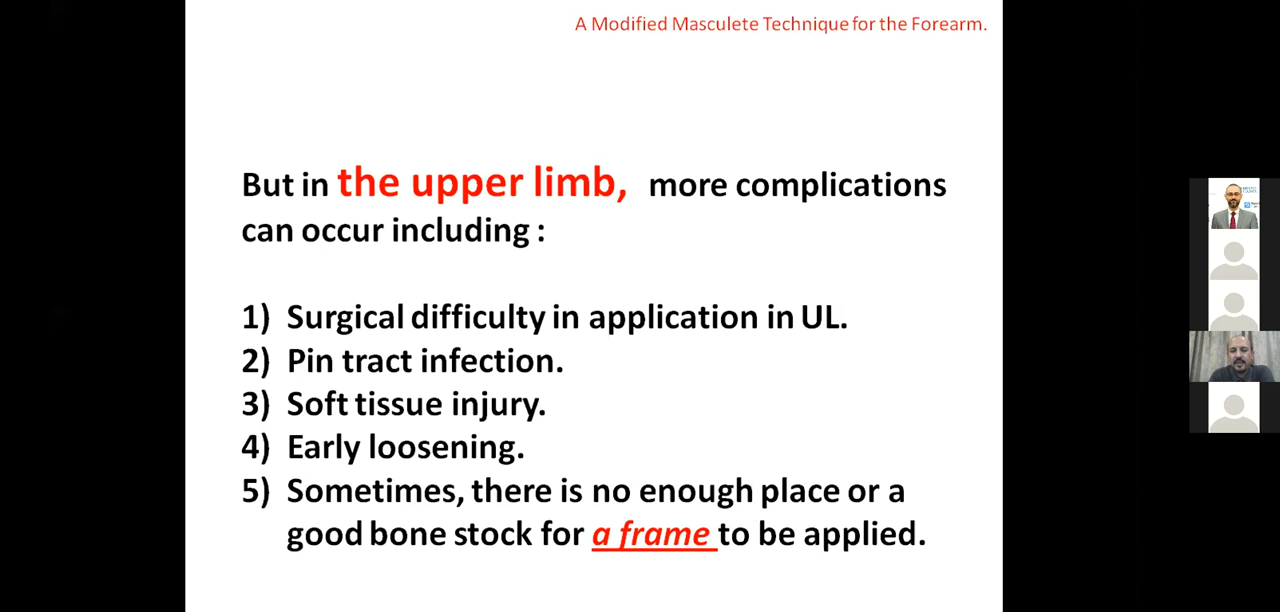 A Modified Masculete Technique for the Forearm.
But in the upper limb, more complications
can occur including :
1) Surgical difficulty in application in UL.
2) Pin tract infection.
3) Soft tissue injury.
4) Early loosening.
5) Sometimes, there is no enough place or a
good bone stock for a frame to be applied.